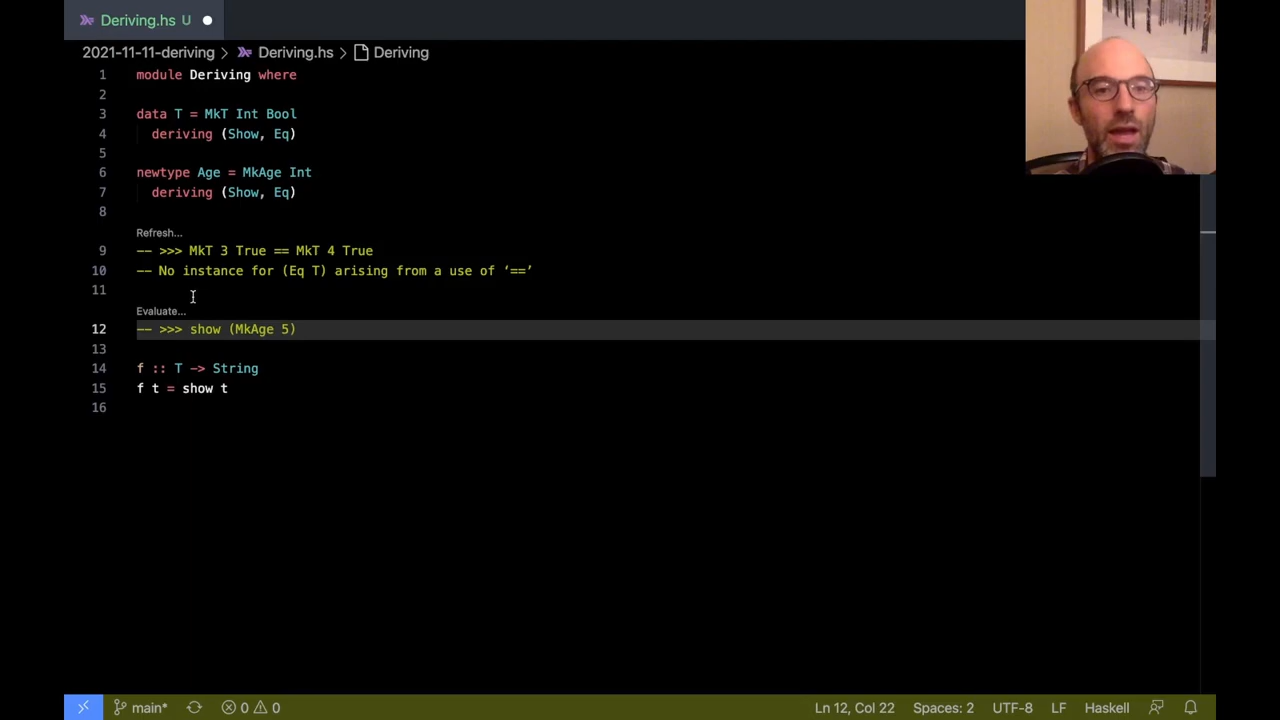 Deriving.hs U
2021-11-11-deriving > Deriving.hs > Deriving
1 module Deriving where
2
3 data T = MkT Int Bool
4 deriving (Show, Eq)
5
6 newtype Age = MkAge Int
7 deriving (Show, Eq)
8
Refresh...
9 -- >>> MkT 3 True == MkT 4 True
10 -- No instance for (Eq T) arising from a use of ‘==’
11
Evaluate...
12 -- >>> show (MkAge 5)
13
14 f :: T -> String
15 f t = show t
16
main* 0 0 Ln 12, Col 22 Spaces: 2 UTF-8 LF Haskell